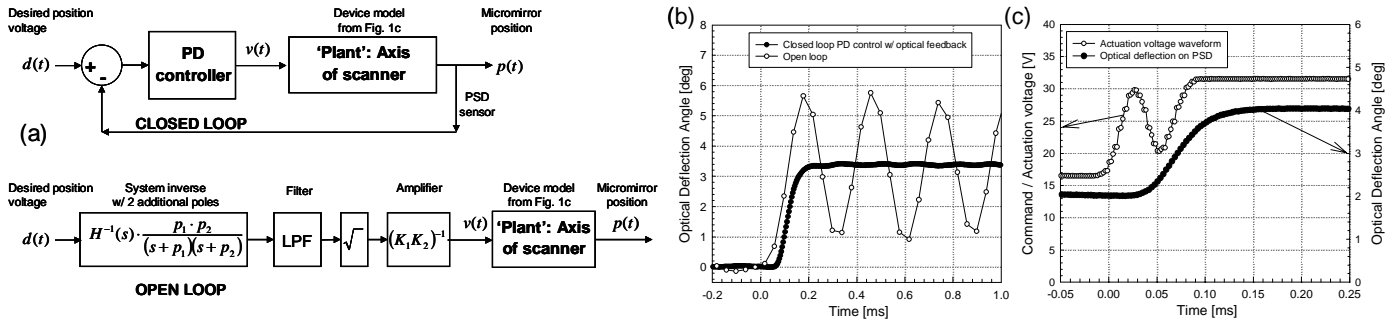 Desired position
voltage
Device model
from Fig. 1c
Micromirror
position
d(t)
+
-
PD
controller
v(t)
'Plant': Axis
of scanner
p(t)
PSD
sensor
CLOSED LOOP
(a)
Desired position
voltage
System inverse
w/ 2 additional poles
Filter
Amplifier
Device model
from Fig. 1c
Micromirror
position
d(t)
H⁻¹(s) · p₁ · p₂ / (s + p₁)(s + p₂)
LPF
√
(K₁K₂)⁻¹
v(t)
'Plant': Axis
of scanner
p(t)
OPEN LOOP
(b)
Optical Deflection Angle [deg]
8
7
6
5
4
3
2
1
0
-0.2 0.0 0.2 0.4 0.6 0.8 1.0
Time [ms]
Closed loop PD control w/ optical feedback
Open loop
(c)
Command / Actuation voltage [V]
40
35
30
25
20
15
10
5
0
-0.05 0.00 0.05 0.10 0.15 0.20 0.25
Time [ms]
Actuation voltage waveform
Optical deflection on PSD
6
5
4
3
2
1
0
Optical Deflection Angle [deg]